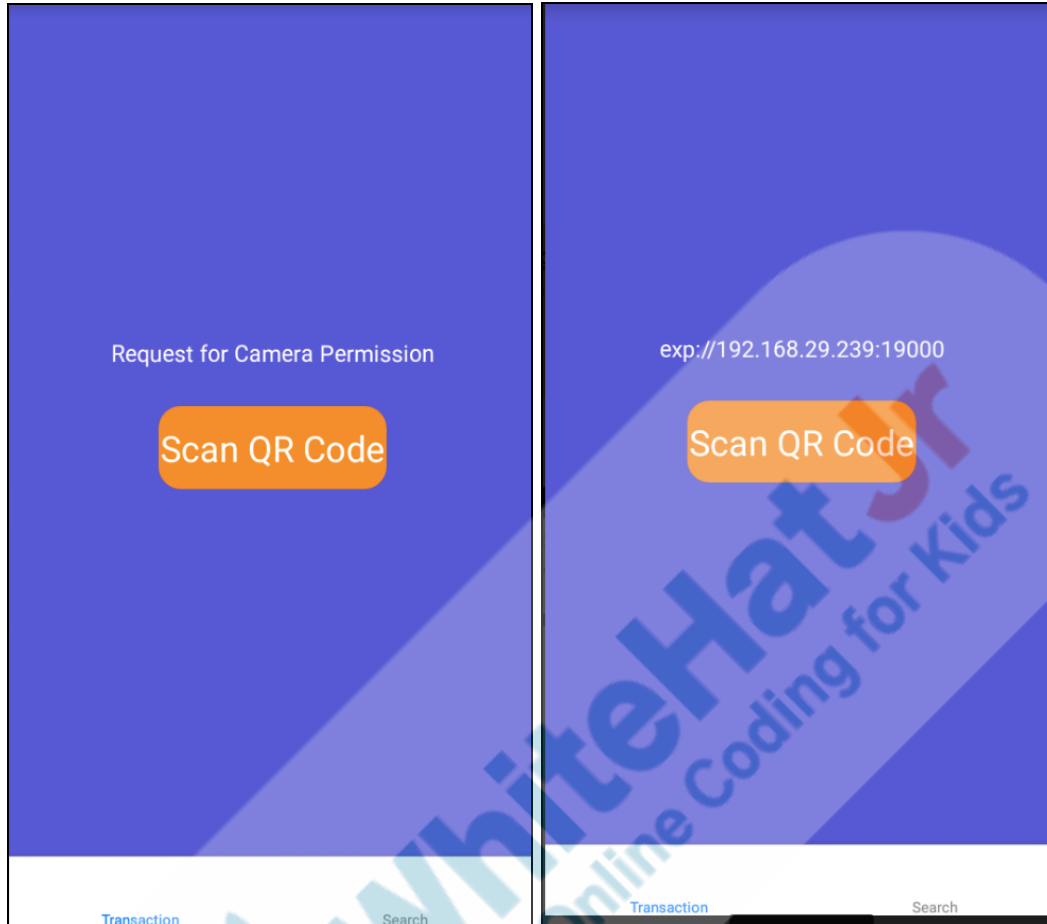 Request for Camera Permission
Scan QR Code
Transaction
Search
exp://192.168.29.239:19000
Scan QR Code
Transaction
Search
WhiteHat Jr
Online Coding for Kids